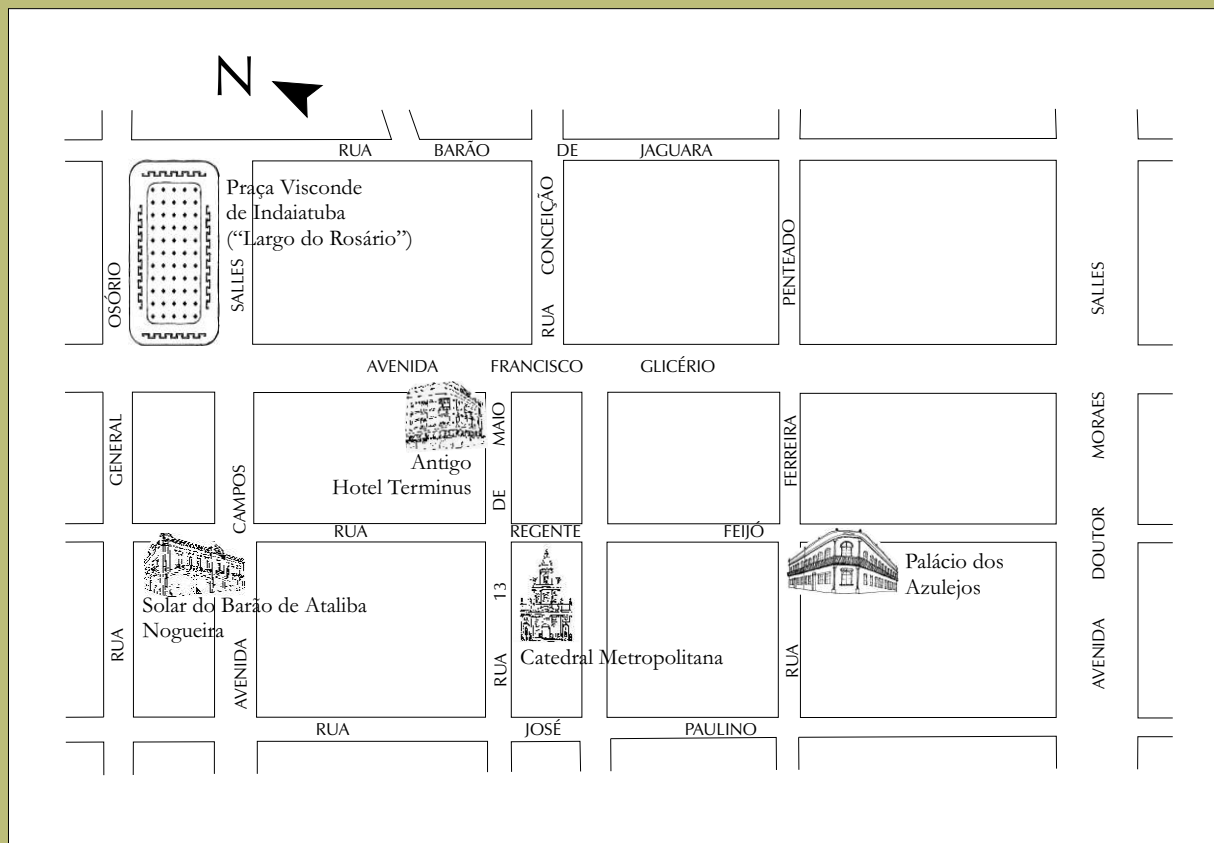 N
RUA BARÃO DE JAGUARA
Praça Visconde
de Indaiatuba
(“Largo do Rosário”)
RUA CONCEIÇÃO
AVENIDA FRANCISCO GLICÉRIO
Antigo
Hotel Terminus
RUA REGENTE FEIJÓ
Solar do Barão de Ataliba
Nogueira
Palácio dos
Azulejos
Catedral Metropolitana
RUA JOSÉ PAULINO
RUA GENERAL OSÓRIO
AVENIDA CAMPOS SALLES
RUA 13 DE MAIO
RUA FERREIRA PENTEADO
AVENIDA DOUTOR MORAES SALLES